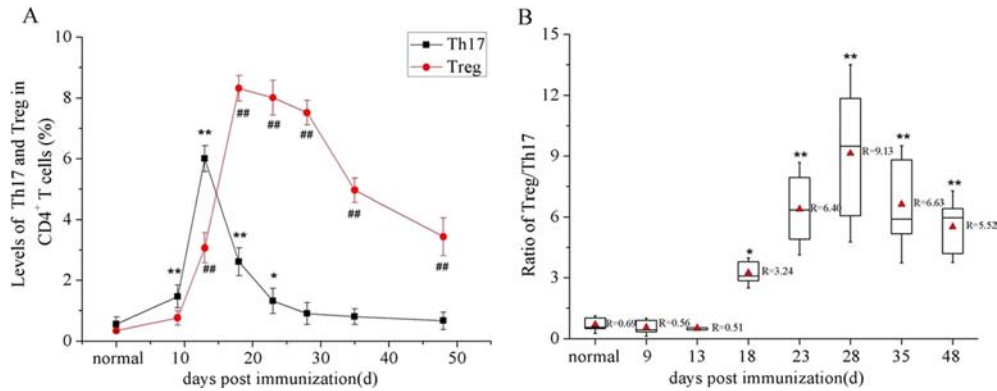 A
Th17
Treg
Levels of Th17 and Treg in
CD4+ T cells (%)
10
8
6
4
2
0
**
**
**
*
##
##
##
##
##
##
normal
10
20
30
40
50
days post immunization(d)
B
Ratio of Treg/Th17
15
12
9
6
3
0
R=0.69
R=0.56
R=0.51
*
R=3.24
**
R=6.40
**
R=9.13
**
R=6.63
**
R=5.52
normal
9
13
18
23
28
35
48
days post immunization(d)